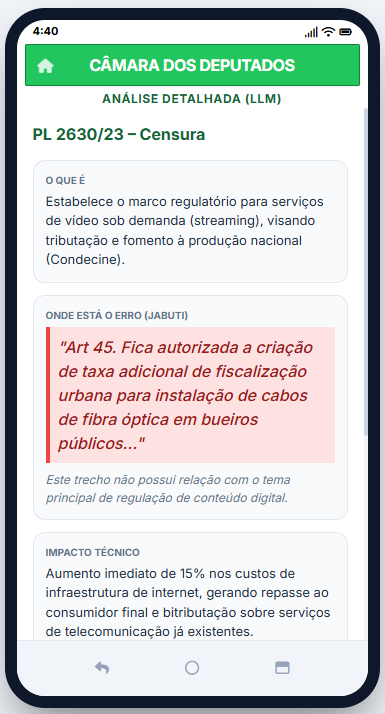 4:40
CÂMARA DOS DEPUTADOS
ANÁLISE DETALHADA (LLM)
PL 2630/23 – Censura
O QUE É
Estabelece o marco regulatório para serviços
de vídeo sob demanda (streaming), visando
tributação e fomento à produção nacional
(Condecine).
ONDE ESTÁ O ERRO (JABUTI)
"Art 45. Fica autorizada a criação
de taxa adicional de fiscalização
urbana para instalação de cabos
de fibra óptica em bueiros
públicos..."
Este trecho não possui relação com o tema
principal de regulação de conteúdo digital.
IMPACTO TÉCNICO
Aumento imediato de 15% nos custos de
infraestrutura de internet, gerando repasse ao
consumidor final e bitributação sobre serviços
de telecomunicação já existentes.